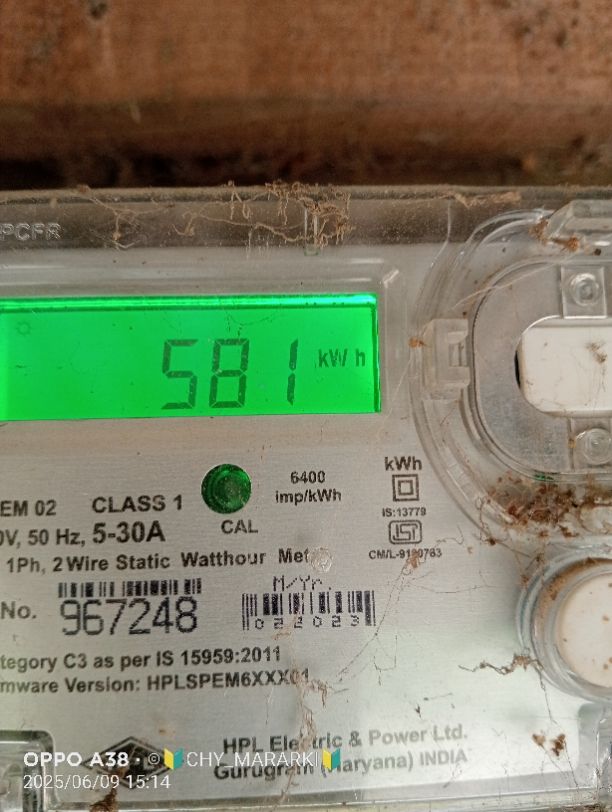 PCFR
581 kWh
6400
imp/kWh
kWh
IS:13779
EM 02 CLASS 1
CAL
0V, 50 Hz, 5-30A
1Ph, 2 Wire Static Watthour
No. 967248
M/Yr.
022023
tegory C3 as per IS 15959:2011
mware Version: HPLSPEM6XXX01
HPL Electric & Power Ltd.
Gurugram (Haryana) INDIA
OPPO A38 · © 🔰CHY_MARARKI🔰
2025/06/09 15:14